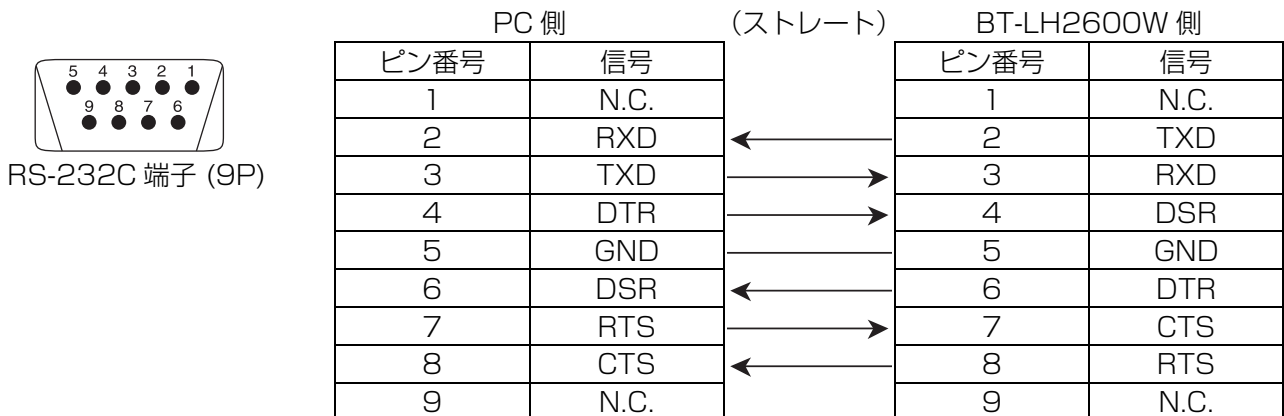 PC 側 （ストレート） BT-LH2600W 側
ピン番号 信号 ピン番号 信号
5 4 3 2 1
9 8 7 6
RS-232C 端子 (9P)
1 N.C. 1 N.C.
2 RXD 2 TXD
3 TXD 3 RXD
4 DTR 4 DSR
5 GND 5 GND
6 DSR 6 DTR
7 RTS 7 CTS
8 CTS 8 RTS
9 N.C. 9 N.C.